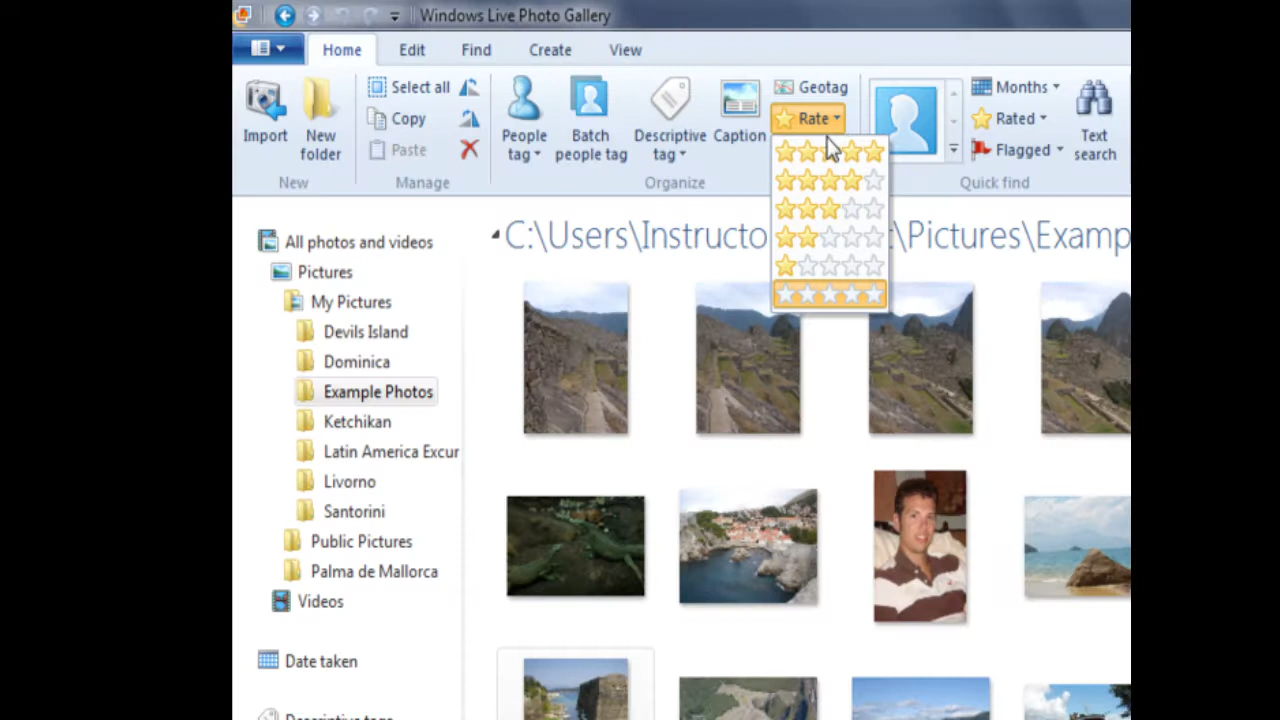 Windows Live Photo Gallery
Home Edit Find Create View
Import
New folder
New
Select all
Copy
Paste
Manage
People tag
Batch people tag
Descriptive tag
Caption
Geotag
Rate
Organize
Months
Rated
Flagged
Text search
Quick find
All photos and videos
Pictures
My Pictures
Devils Island
Dominica
Example Photos
Ketchikan
Latin America Excur
Livorno
Santorini
Public Pictures
Palma de Mallorca
Videos
Date taken
Descriptive tags
C:\Users\Instructo :\Pictures\Examp